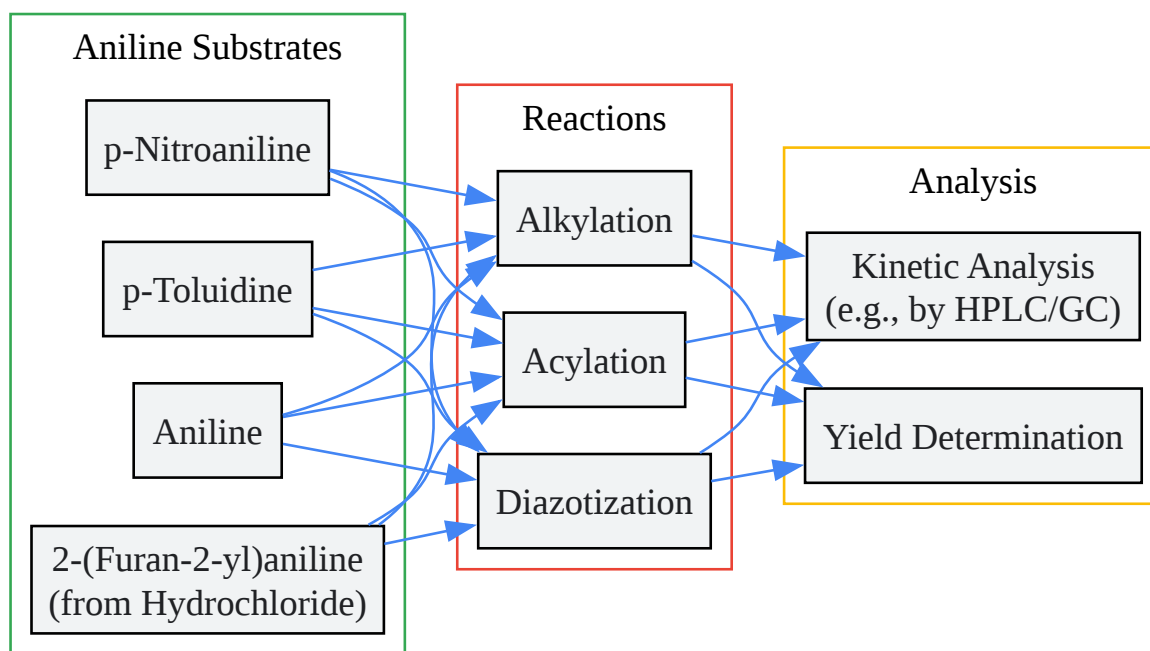 Aniline Substrates
p-Nitroaniline
p-Toluidine
Aniline
2-(Furan-2-yl)aniline
(from Hydrochloride)
Reactions
Alkylation
Acylation
Diazotization
Analysis
Kinetic Analysis
(e.g., by HPLC/GC)
Yield Determination